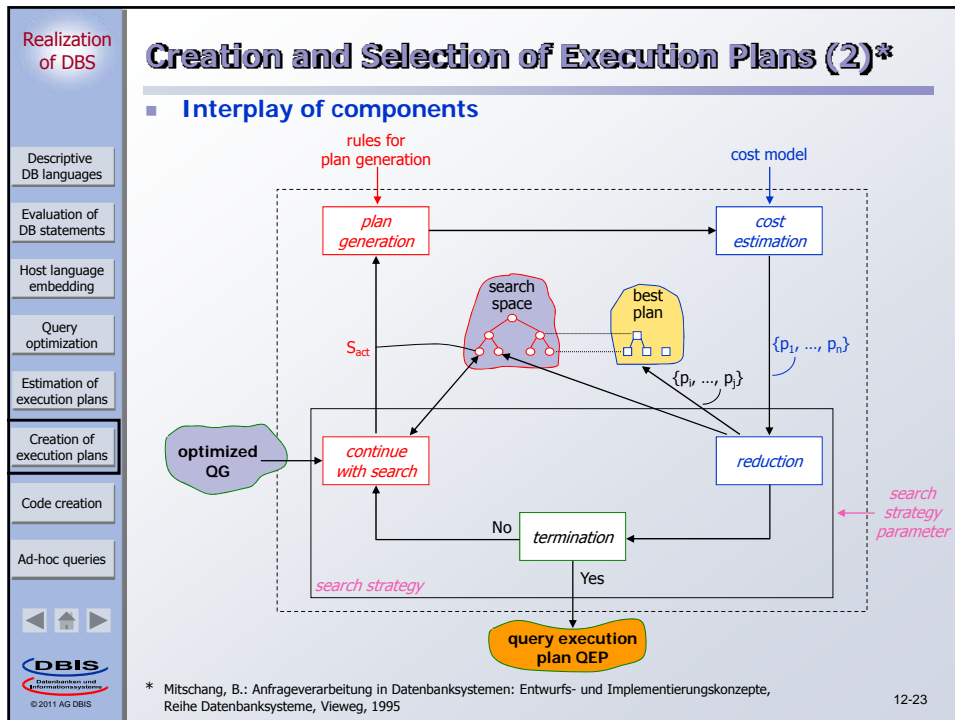 Realization
of DBS
Creation and Selection of Execution Plans (2)*
Interplay of components
Descriptive
DB languages
Evaluation of
DB statements
Host language
embedding
Query
optimization
Estimation of
execution plans
Creation of
execution plans
Code creation
Ad-hoc queries
DBIS
Datenbanken und
Informationssysteme
© 2011 AG DBIS
rules for
plan generation
cost model
plan
generation
cost
estimation
search
space
best
plan
Sact
{p1, ..., pn}
{pi, ..., pj}
optimized
QG
continue
with search
reduction
search
strategy
parameter
No
termination
Yes
search strategy
query execution
plan QEP
* Mitschang, B.: Anfrageverarbeitung in Datenbanksystemen: Entwurfs- und Implementierungskonzepte,
Reihe Datenbanksysteme, Vieweg, 1995
12-23